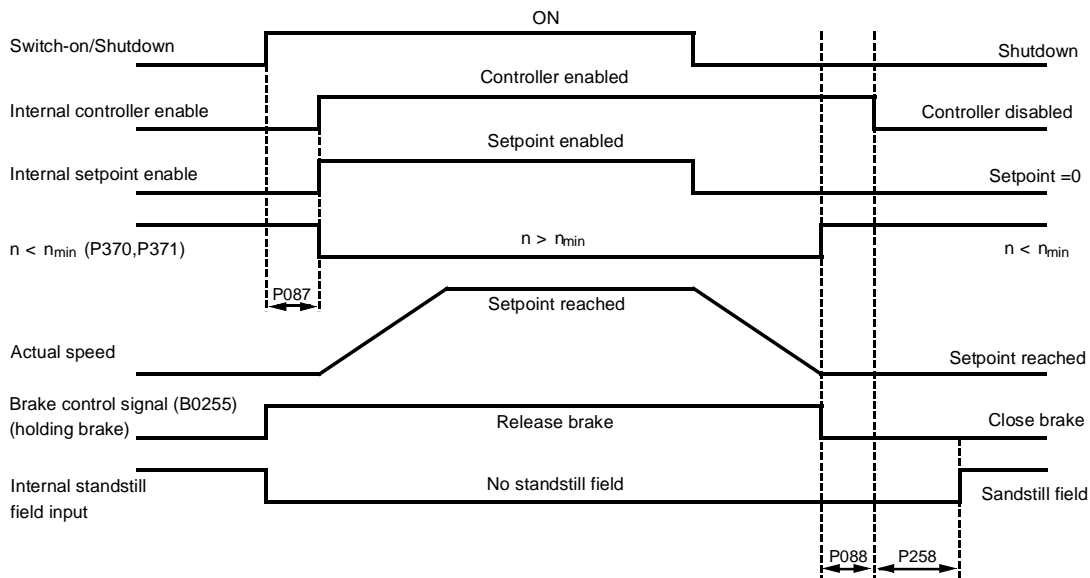 ON
Switch-on/Shutdown
Shutdown
Controller enabled
Internal controller enable
Controller disabled
Setpoint enabled
Internal setpoint enable
Setpoint =0
n < nmin (P370,P371)
n > nmin
n < nmin
P087
Setpoint reached
Actual speed
Setpoint reached
Brake control signal (B0255)
(holding brake)
Release brake
Close brake
Internal standstill
field input
No standstill field
Sandstill field
P088
P258